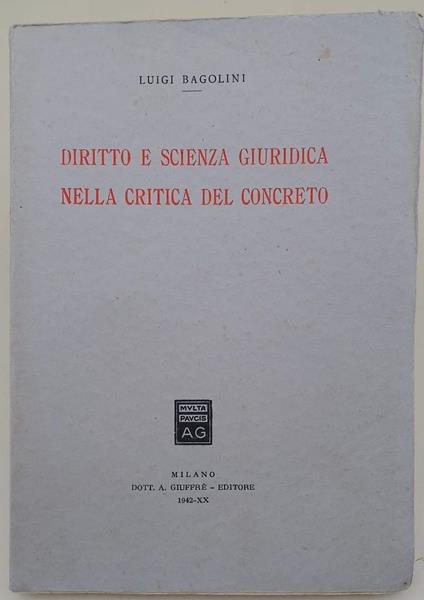 LUIGI BAGOLINI
DIRITTO E SCIENZA GIURIDICA
NELLA CRITICA DEL CONCRETO
MVLTA
PAVCIS
AG
MILANO
DOTT. A. GIUFFRÈ - EDITORE
1942-XX